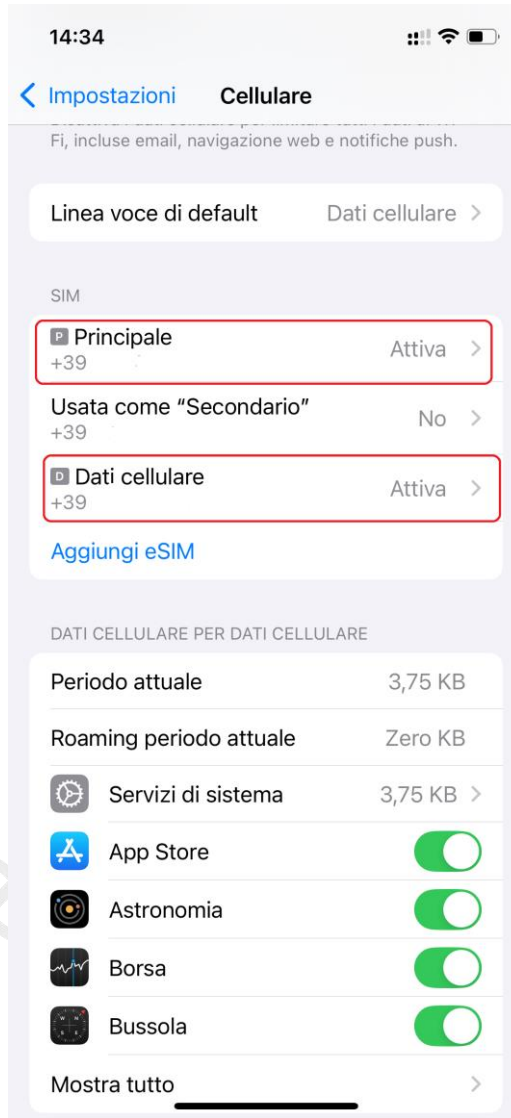 14:34
Impostazioni
Cellulare
Fi, incluse email, navigazione web e notifiche push.
Linea voce di default
Dati cellulare
SIM
P Principale
+39
Attiva
Usata come “Secondario”
+39
No
D Dati cellulare
+39
Attiva
Aggiungi eSIM
DATI CELLULARE PER DATI CELLULARE
Periodo attuale
3,75 KB
Roaming periodo attuale
Zero KB
Servizi di sistema
3,75 KB
App Store
Astronomia
Borsa
Bussola
Mostra tutto